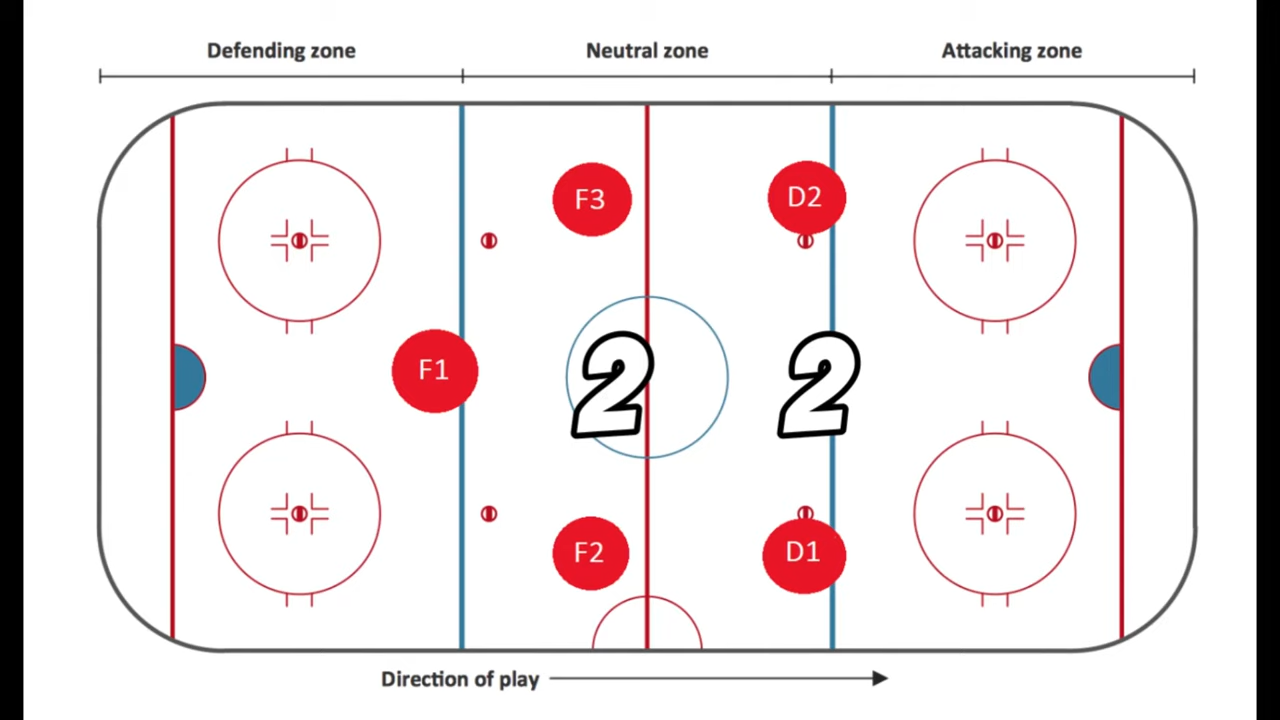 Defending zone
Neutral zone
Attacking zone
F3
D2
F1
2
2
F2
D1
Direction of play